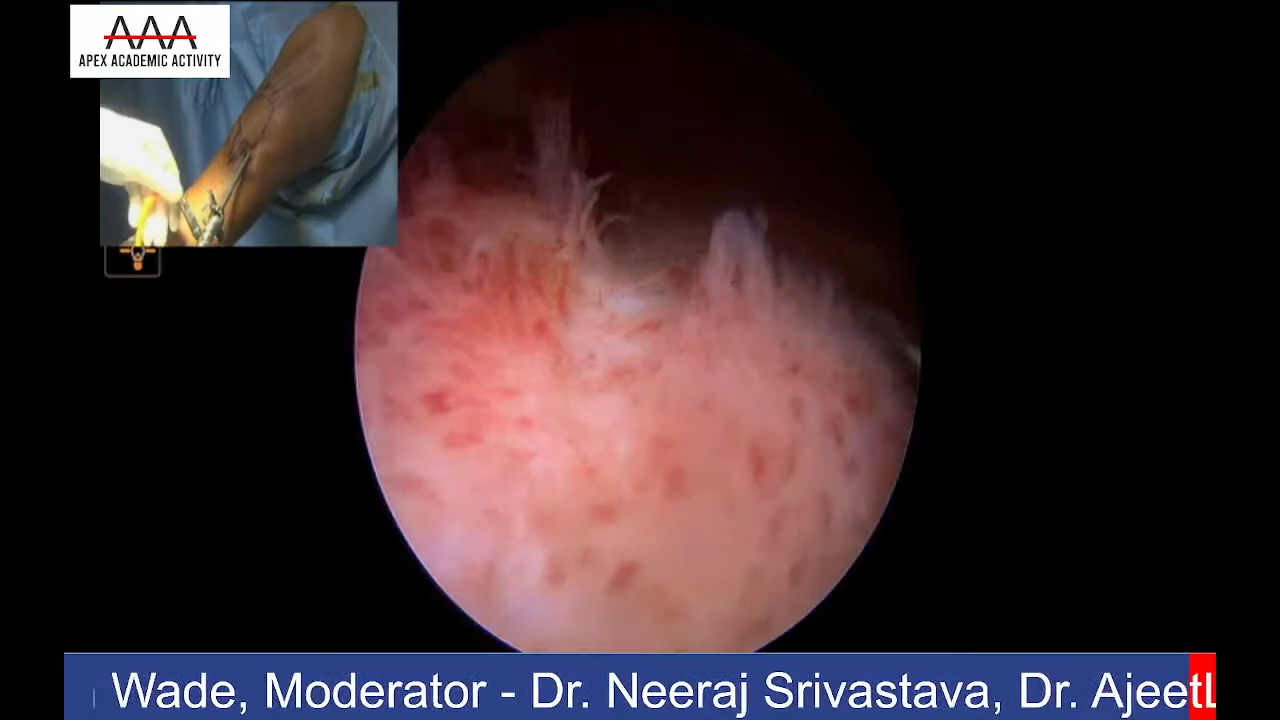 AAA
APEX ACADEMIC ACTIVITY
Wade, Moderator - Dr. Neeraj Srivastava, Dr. Ajeet